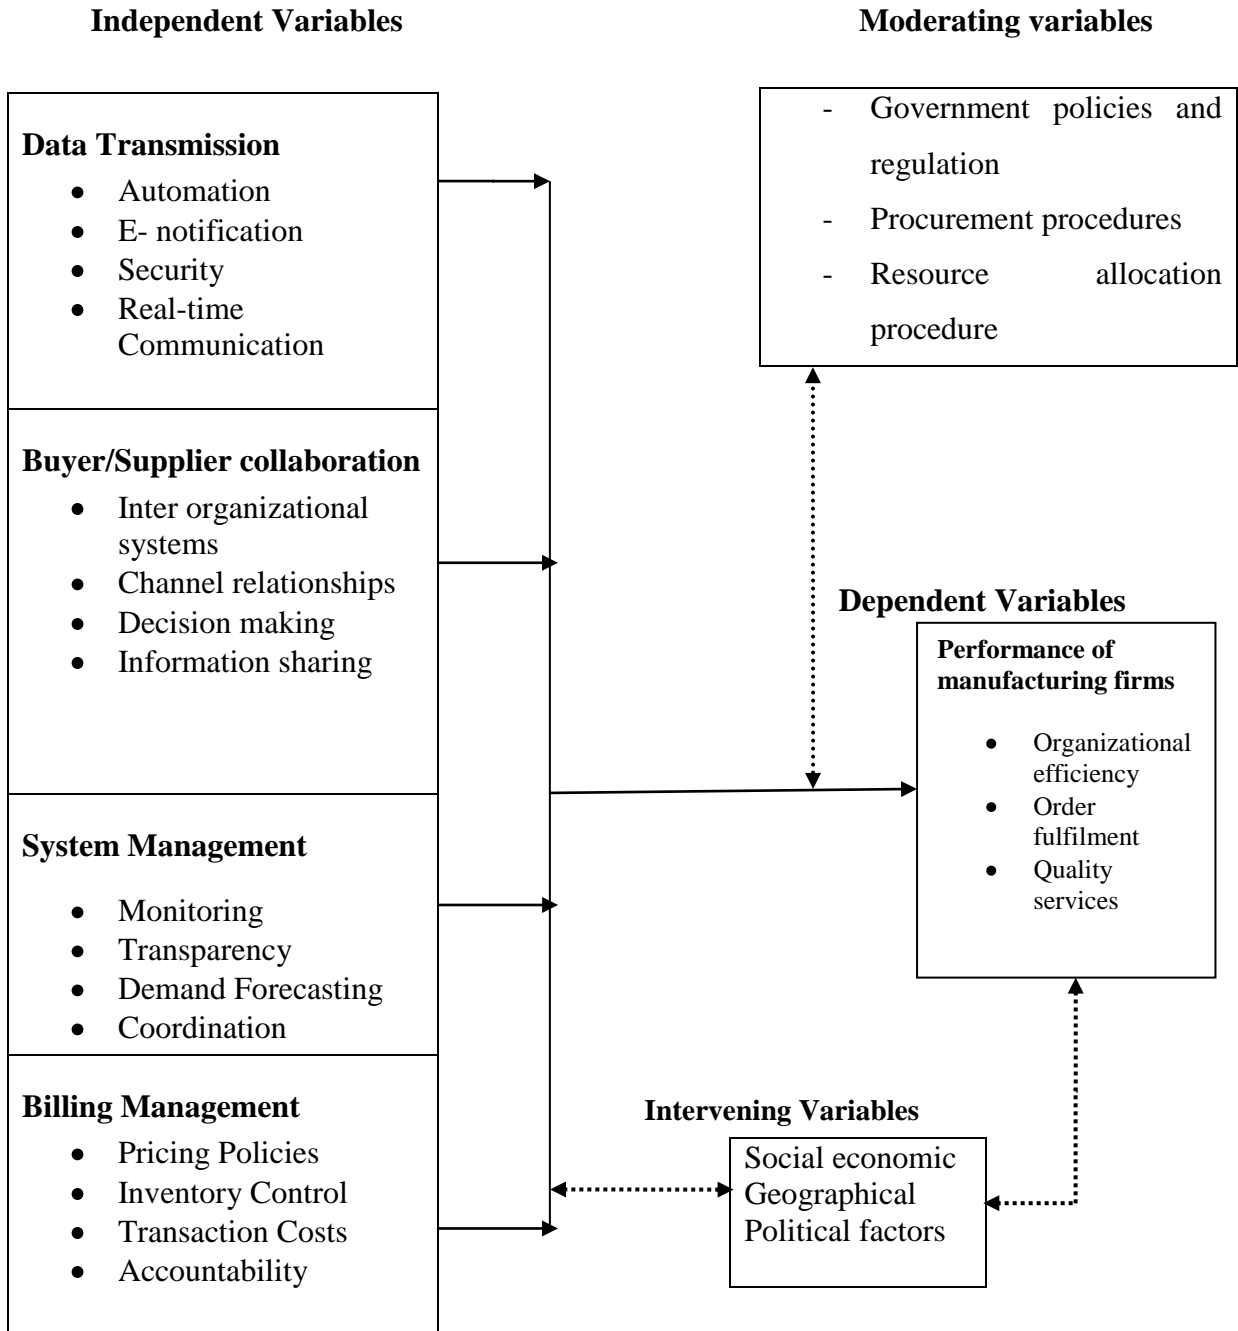 Independent Variables
Moderating variables
Data Transmission
• Automation
• E- notification
• Security
• Real-time
Communication
Buyer/Supplier collaboration
• Inter organizational
systems
• Channel relationships
• Decision making
• Information sharing
System Management
• Monitoring
• Transparency
• Demand Forecasting
• Coordination
Billing Management
• Pricing Policies
• Inventory Control
• Transaction Costs
• Accountability
- Government policies and
regulation
- Procurement procedures
- Resource allocation
procedure
Dependent Variables
Performance of
manufacturing firms
• Organizational
efficiency
• Order
fulfilment
• Quality
services
Intervening Variables
Social economic
Geographical
Political factors